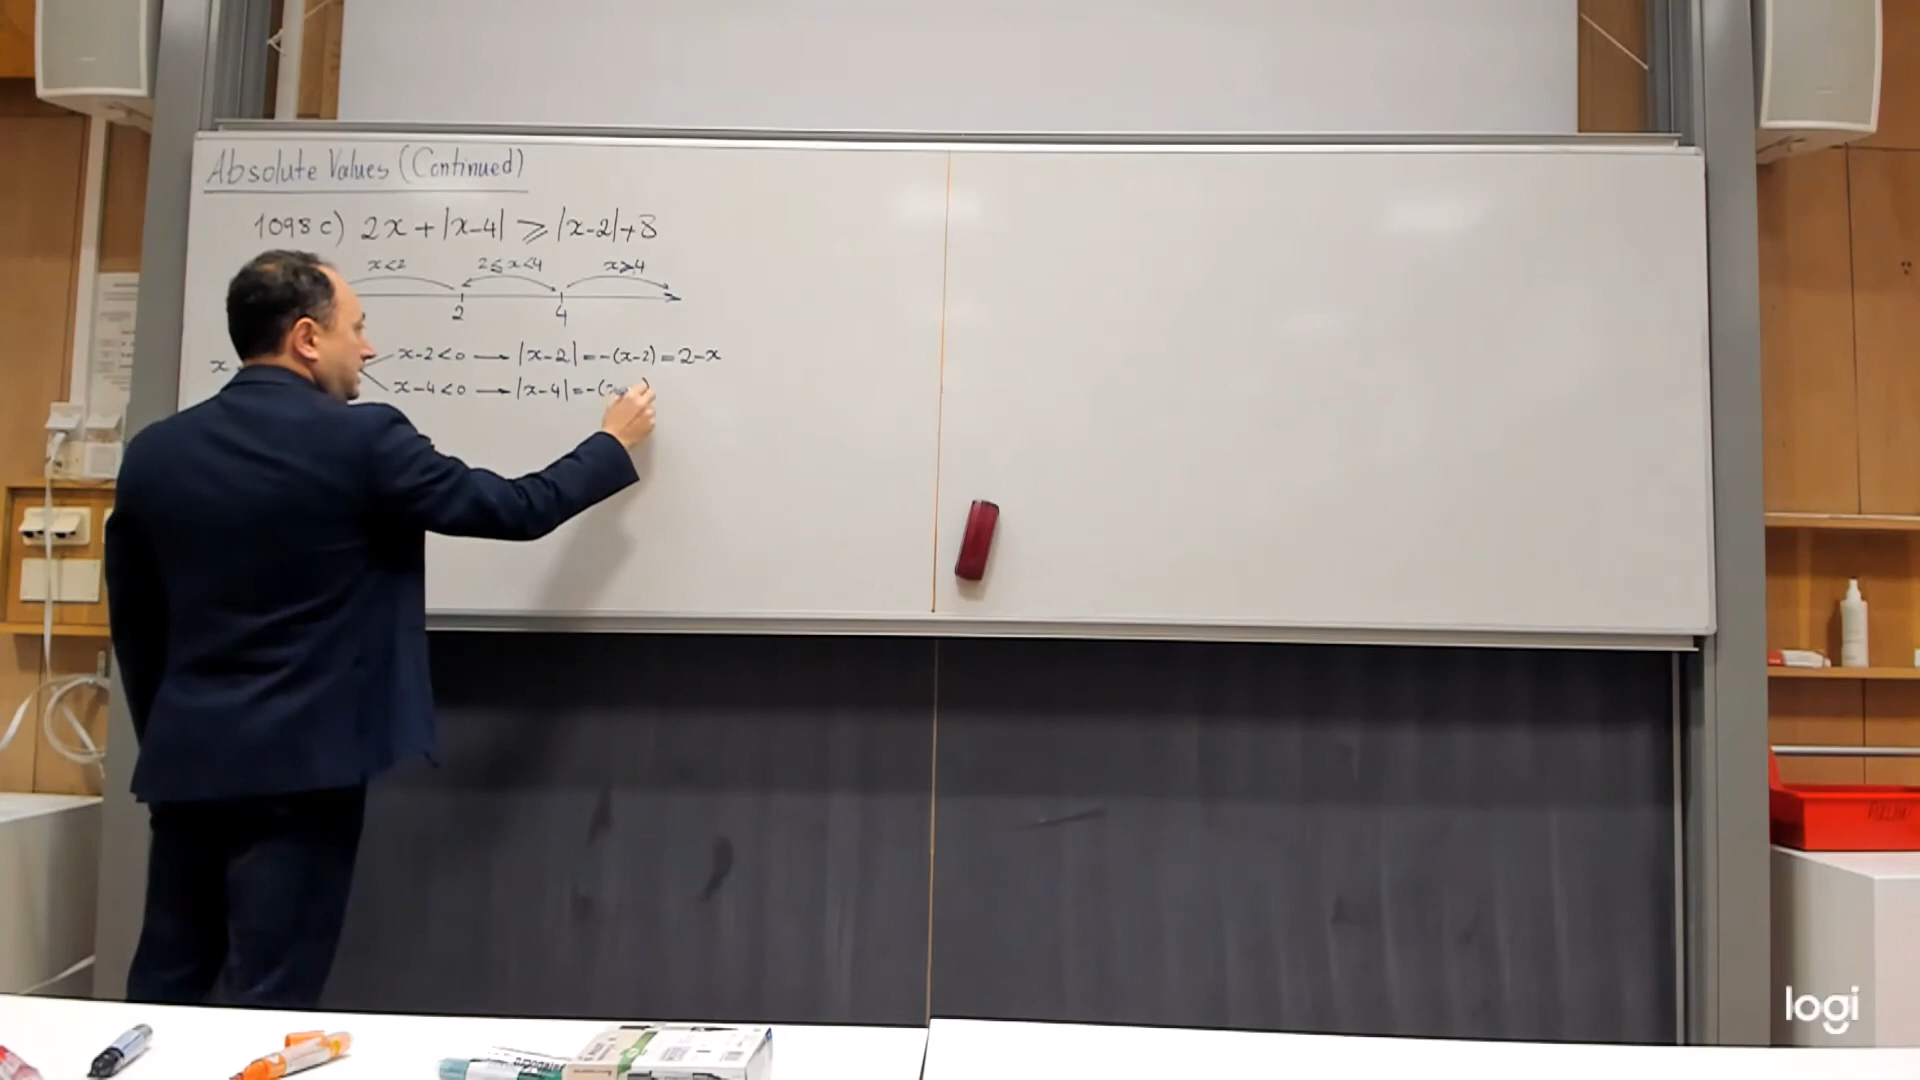 Absolute Values (Continued)
1098 c) 2x + |x-4| ⩾ |x-2| + 8
x<2 2≤x<4 x⩾4
2 4
x
x-2<0 → |x-2| = -(x-2) = 2-x
x-4<0 → |x-4| = -(
logi